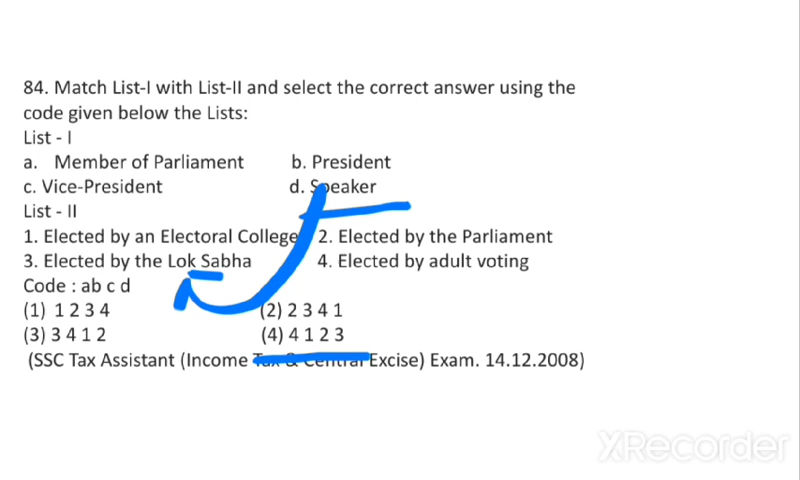 84. Match List-I with List-II and select the correct answer using the
code given below the Lists:
List - I
a. Member of Parliament b. President
c. Vice-President d. Speaker
List - II
1. Elected by an Electoral College 2. Elected by the Parliament
3. Elected by the Lok Sabha 4. Elected by adult voting
Code : ab c d
(1) 1 2 3 4 (2) 2 3 4 1
(3) 3 4 1 2 (4) 4 1 2 3
(SSC Tax Assistant (Income Tax & Central Excise) Exam. 14.12.2008)
XRecorder